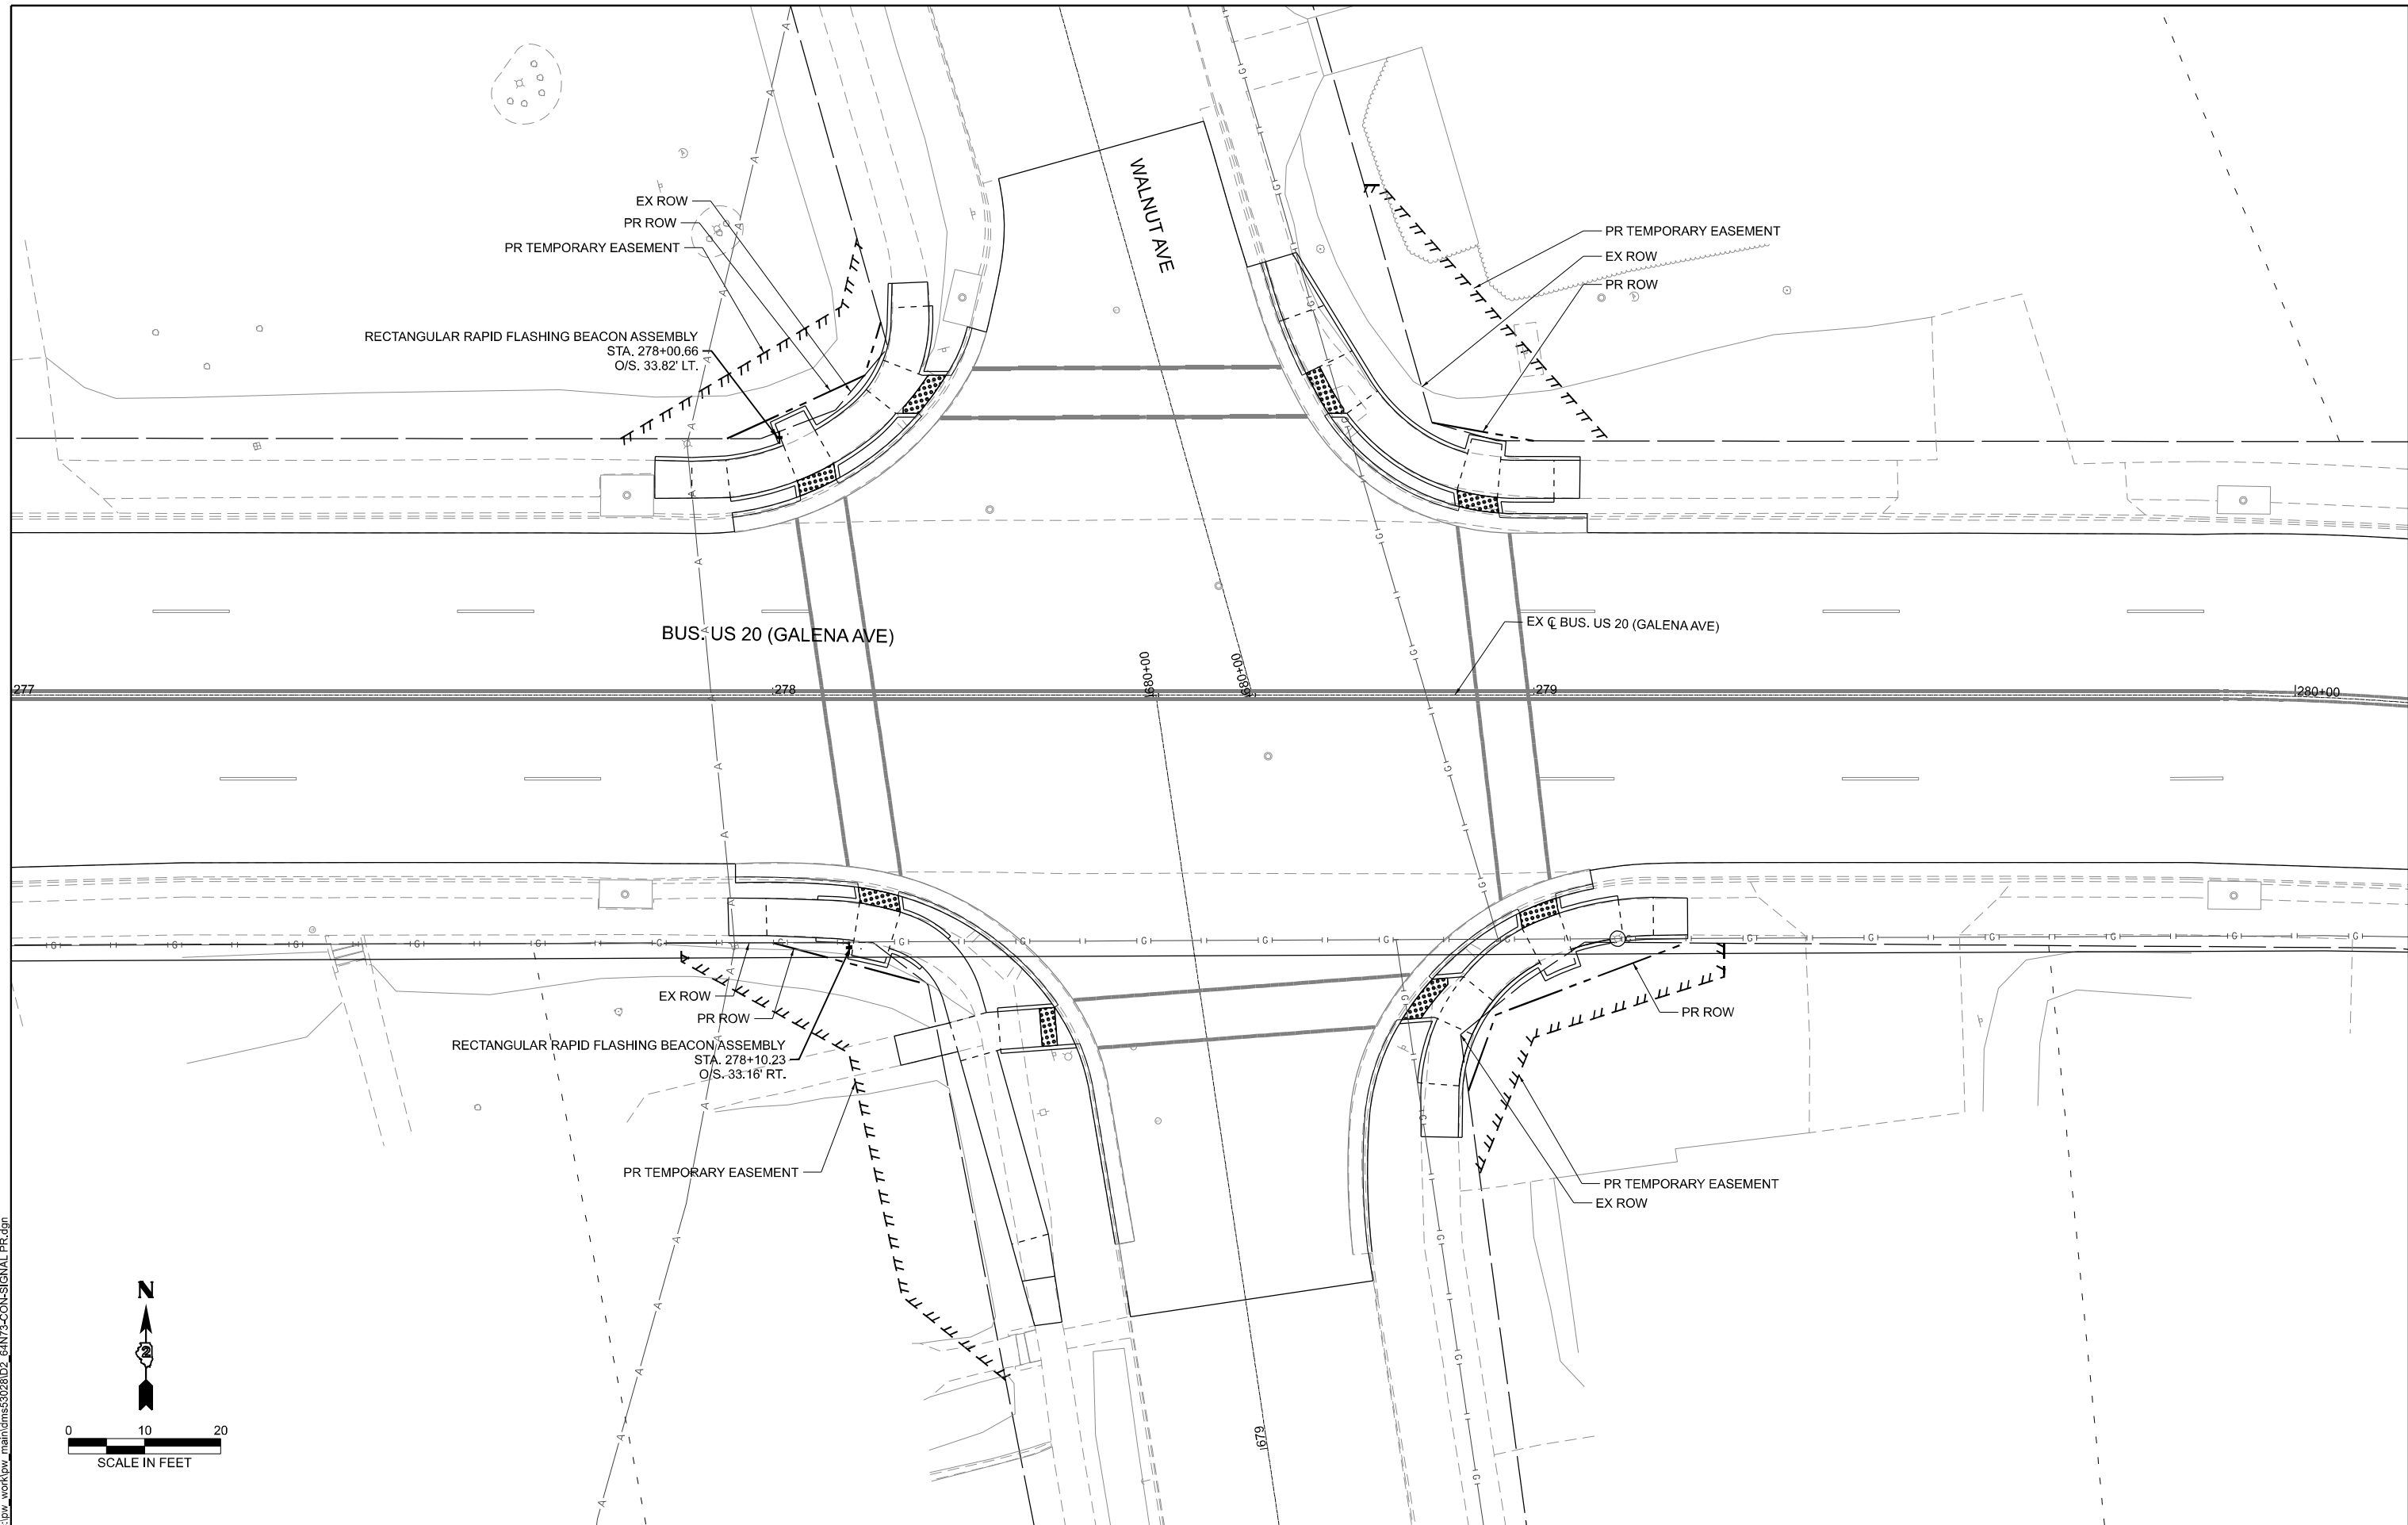 WALNUT AVE
EX ROW
PR ROW
PR TEMPORARY EASEMENT
RECTANGULAR RAPID FLASHING BEACON ASSEMBLY
STA. 278+00.66
O/S. 33.82' LT.
PR TEMPORARY EASEMENT
EX ROW
PR ROW
BUS. US 20 (GALENA AVE)
EX ℄ BUS. US 20 (GALENA AVE)
277
278
680+00
680+00
279
280+00
EX ROW
PR ROW
RECTANGULAR RAPID FLASHING BEACON ASSEMBLY
STA. 278+10.23
O/S. 33.16' RT.
PR TEMPORARY EASEMENT
PR ROW
PR TEMPORARY EASEMENT
EX ROW
679
N
2
0 10 20
SCALE IN FEET